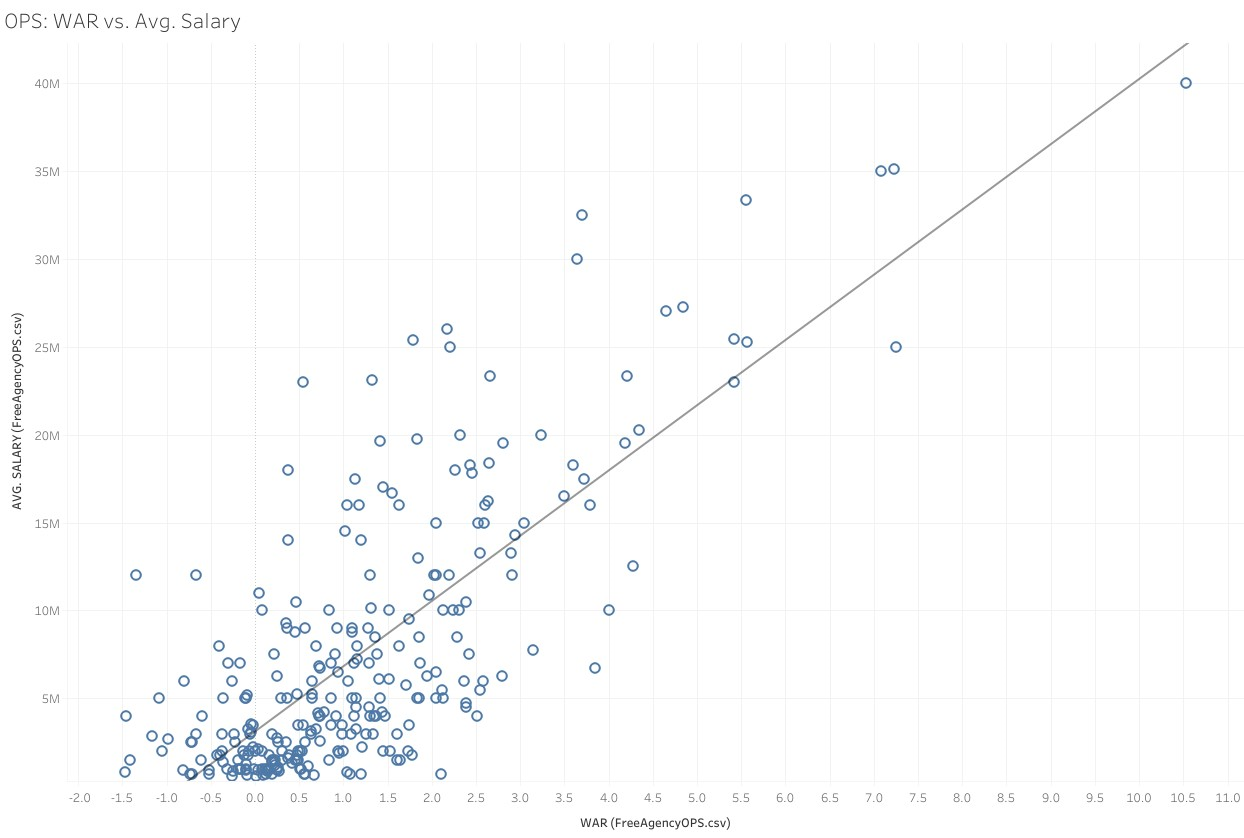 OPS: WAR vs. Avg. Salary
40M
35M
30M
25M
20M
15M
10M
5M
AVG. SALARY (FreeAgencyOPS.csv)
-2.0 -1.5 -1.0 -0.5 0.0 0.5 1.0 1.5 2.0 2.5 3.0 3.5 4.0 4.5 5.0 5.5 6.0 6.5 7.0 7.5 8.0 8.5 9.0 9.5 10.0 10.5 11.0
WAR (FreeAgencyOPS.csv)